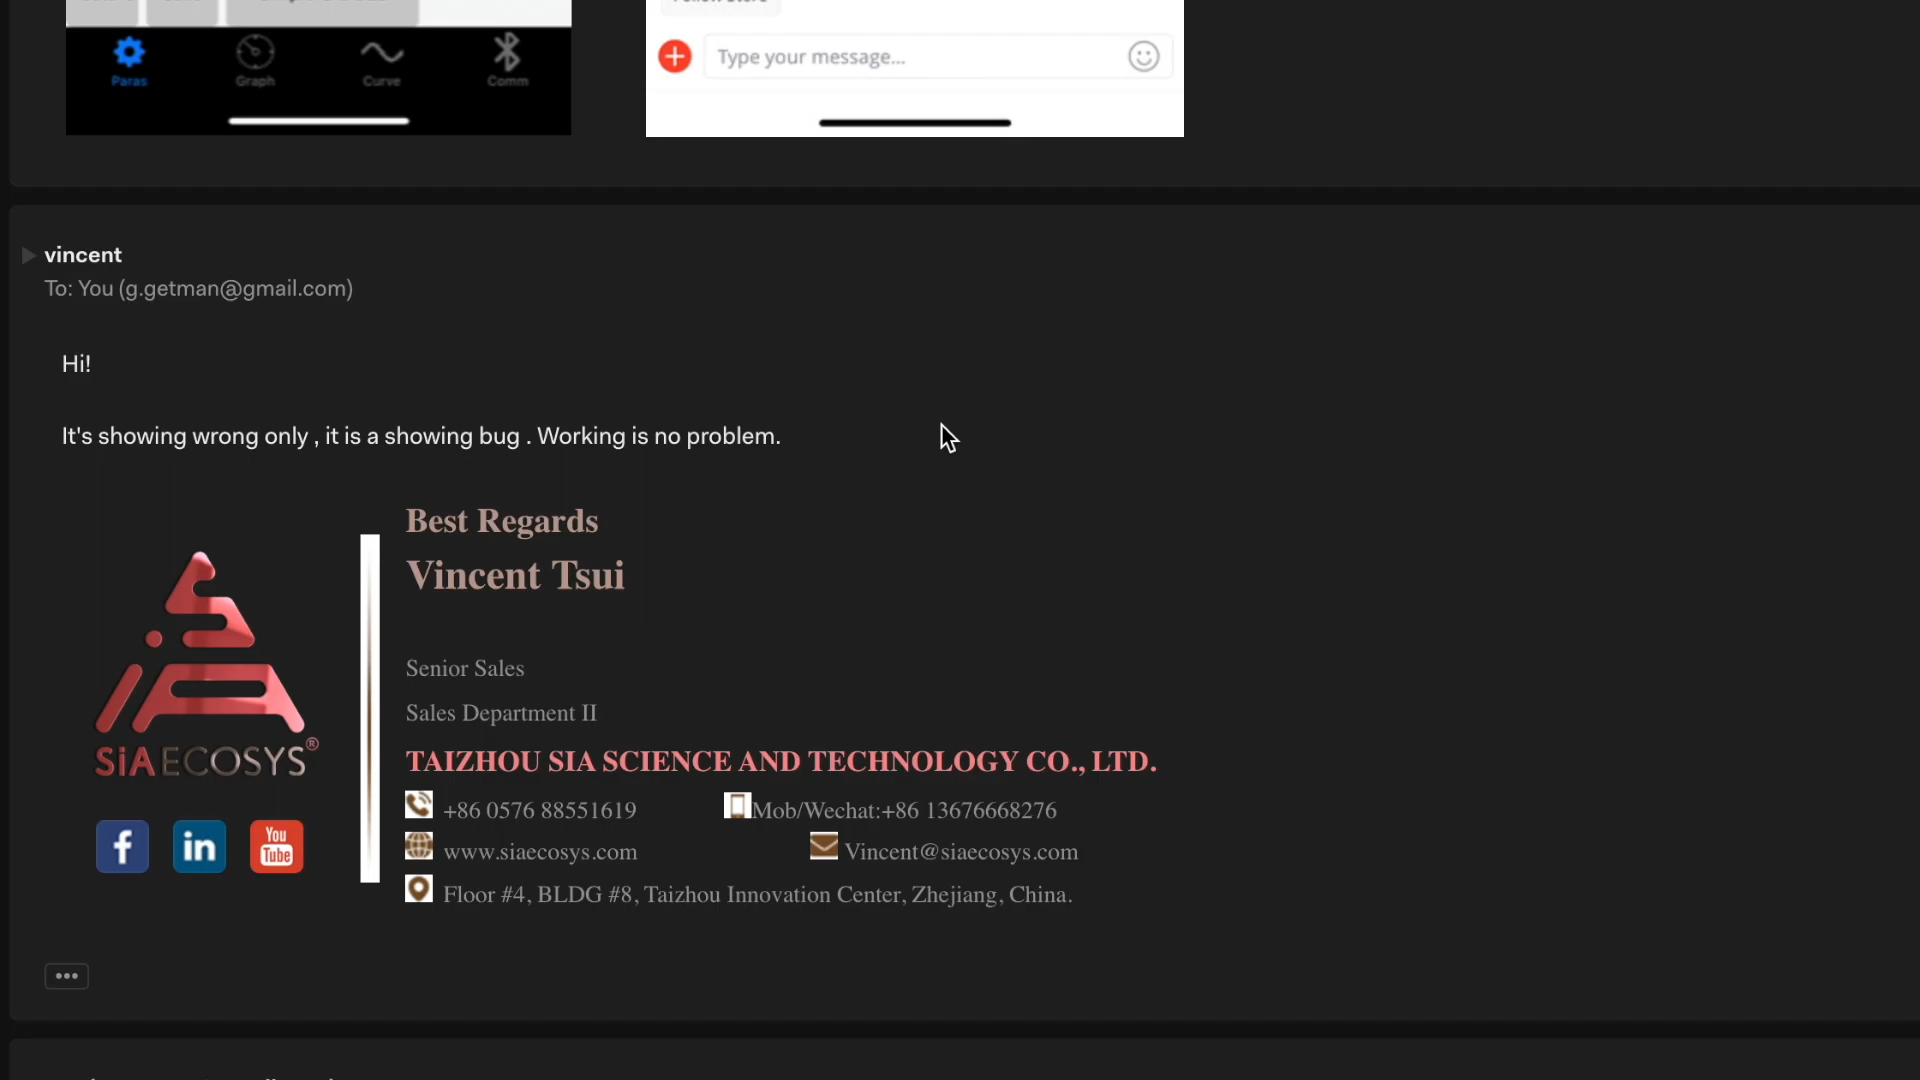 Paras Graph Curve Comm
Type your message...
vincent
To: You (g.getman@gmail.com)
Hi!
It's showing wrong only , it is a showing bug . Working is no problem.
Best Regards
Vincent Tsui
Senior Sales
Sales Department II
TAIZHOU SIA SCIENCE AND TECHNOLOGY CO., LTD.
SiAECOSYS®
+86 0576 88551619 Mob/Wechat:+86 13676668276
www.siaecosys.com Vincent@siaecosys.com
Floor #4, BLDG #8, Taizhou Innovation Center, Zhejiang, China.
f in You Tube